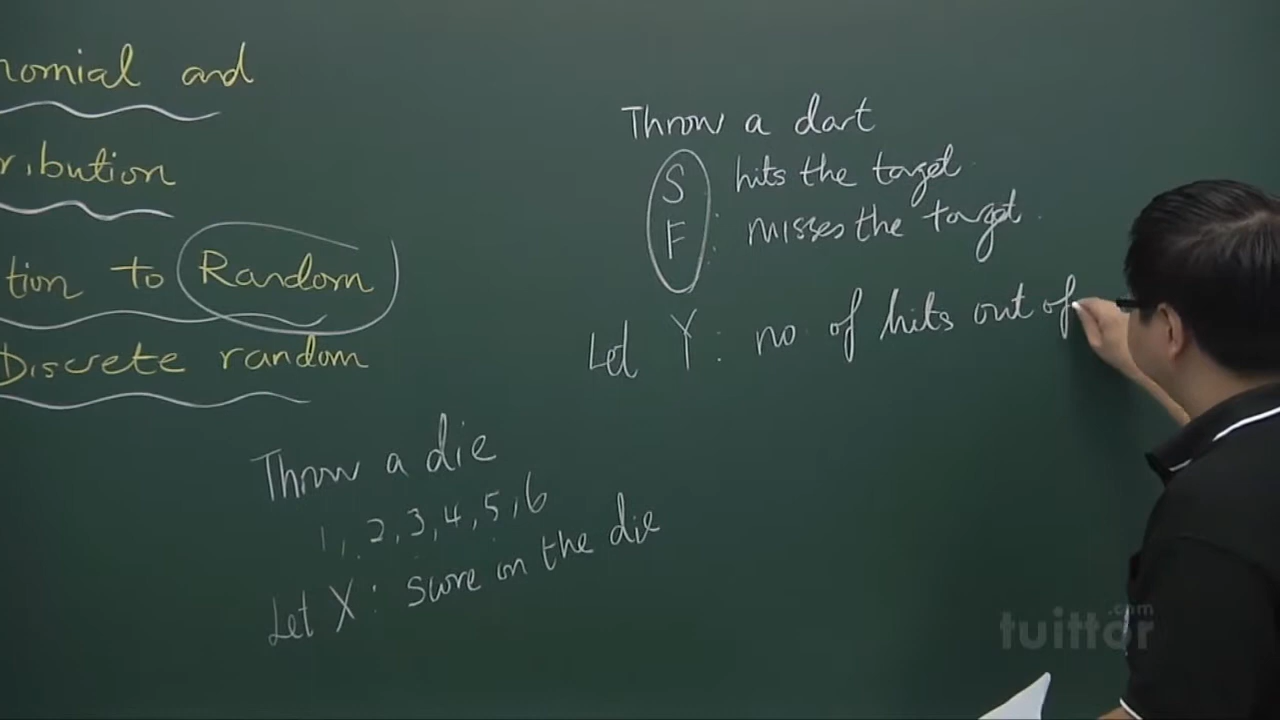 nomial and
ribution
tion to Random
Discrete random
Throw a dart
S hits the target
F : misses the target
Let Y : no of hits out of
Throw a die
1, 2, 3, 4, 5, 6
Let X : score on the die
tuittor.com